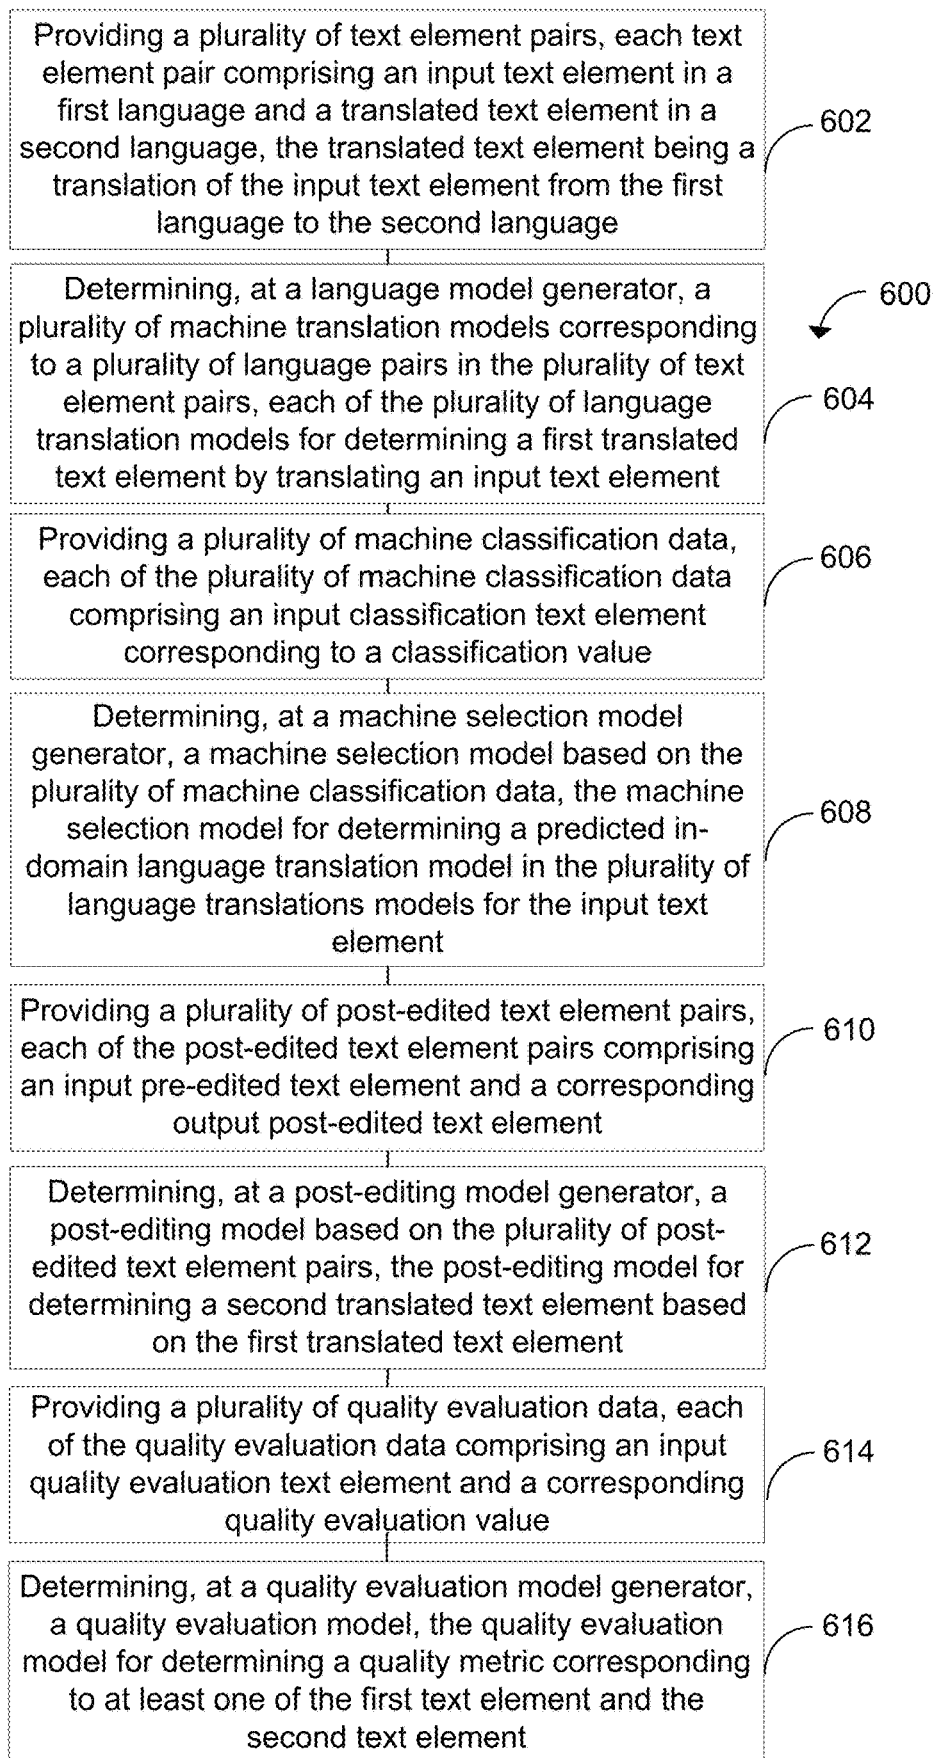 Providing a plurality of text element pairs, each text
element pair comprising an input text element in a
first language and a translated text element in a
second language, the translated text element being a
translation of the input text element from the first
language to the second language
602
600
Determining, at a language model generator, a
plurality of machine translation models corresponding
to a plurality of language pairs in the plurality of text
element pairs, each of the plurality of language
translation models for determining a first translated
text element by translating an input text element
604
Providing a plurality of machine classification data,
each of the plurality of machine classification data
comprising an input classification text element
corresponding to a classification value
606
Determining, at a machine selection model
generator, a machine selection model based on the
plurality of machine classification data, the machine
selection model for determining a predicted in-
domain language translation model in the plurality of
language translations models for the input text
element
608
Providing a plurality of post-edited text element pairs,
each of the post-edited text element pairs comprising
an input pre-edited text element and a corresponding
output post-edited text element
610
Determining, at a post-editing model generator, a
post-editing model based on the plurality of post-
edited text element pairs, the post-editing model for
determining a second translated text element based
on the first translated text element
612
Providing a plurality of quality evaluation data, each
of the quality evaluation data comprising an input
quality evaluation text element and a corresponding
quality evaluation value
614
Determining, at a quality evaluation model generator,
a quality evaluation model, the quality evaluation
model for determining a quality metric corresponding
to at least one of the first text element and the
second text element
616